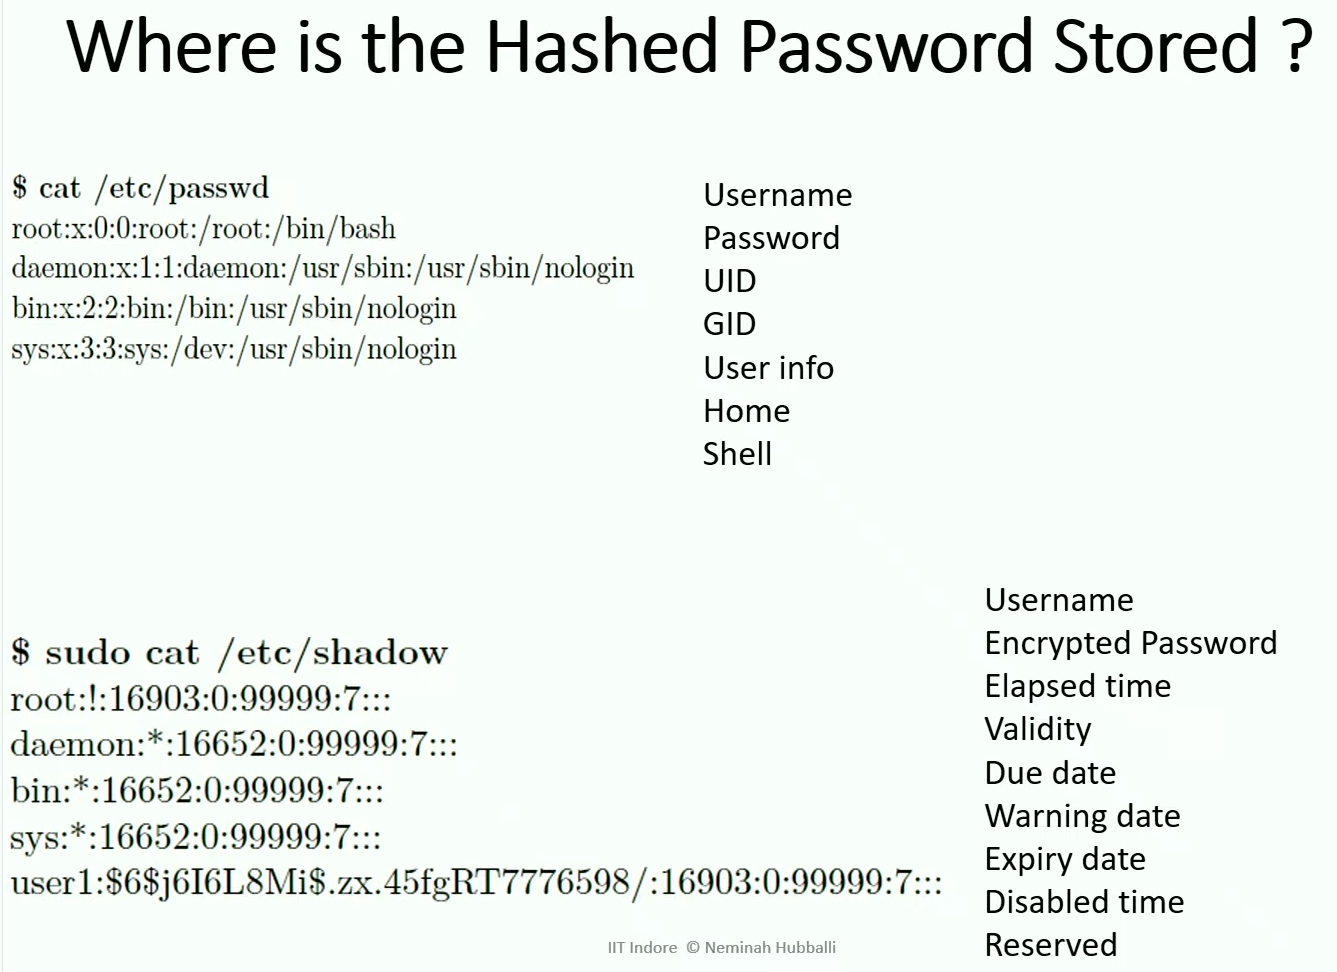 Where is the Hashed Password Stored ?
$ cat /etc/passwd
root:x:0:0:root:/root:/bin/bash
daemon:x:1:1:daemon:/usr/sbin:/usr/sbin/nologin
bin:x:2:2:bin:/bin:/usr/sbin/nologin
sys:x:3:3:sys:/dev:/usr/sbin/nologin
Username
Password
UID
GID
User info
Home
Shell
$ sudo cat /etc/shadow
root:!:16903:0:99999:7:::
daemon:*:16652:0:99999:7:::
bin:*:16652:0:99999:7:::
sys:*:16652:0:99999:7:::
user1:$6$j6I6L8Mi$.zx.45fgRT7776598/:16903:0:99999:7:::
Username
Encrypted Password
Elapsed time
Validity
Due date
Warning date
Expiry date
Disabled time
Reserved
IIT Indore © Neminah Hubballi